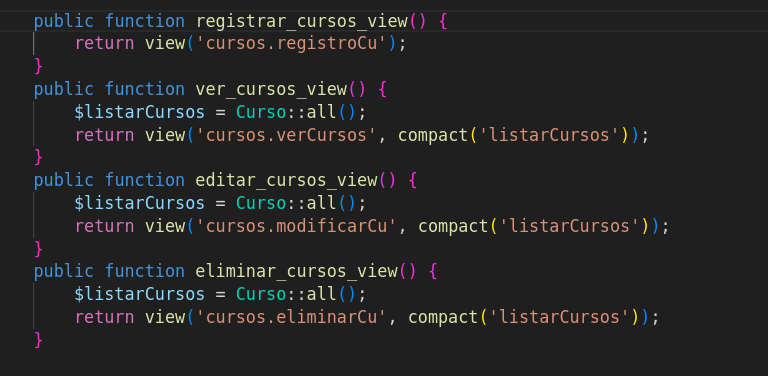 public function registrar_cursos_view() {
    return view('cursos.registroCu');
}
public function ver_cursos_view() {
    $listarCursos = Curso::all();
    return view('cursos.verCursos', compact('listarCursos'));
}
public function editar_cursos_view() {
    $listarCursos = Curso::all();
    return view('cursos.modificarCu', compact('listarCursos'));
}
public function eliminar_cursos_view() {
    $listarCursos = Curso::all();
    return view('cursos.eliminarCu', compact('listarCursos'));
}